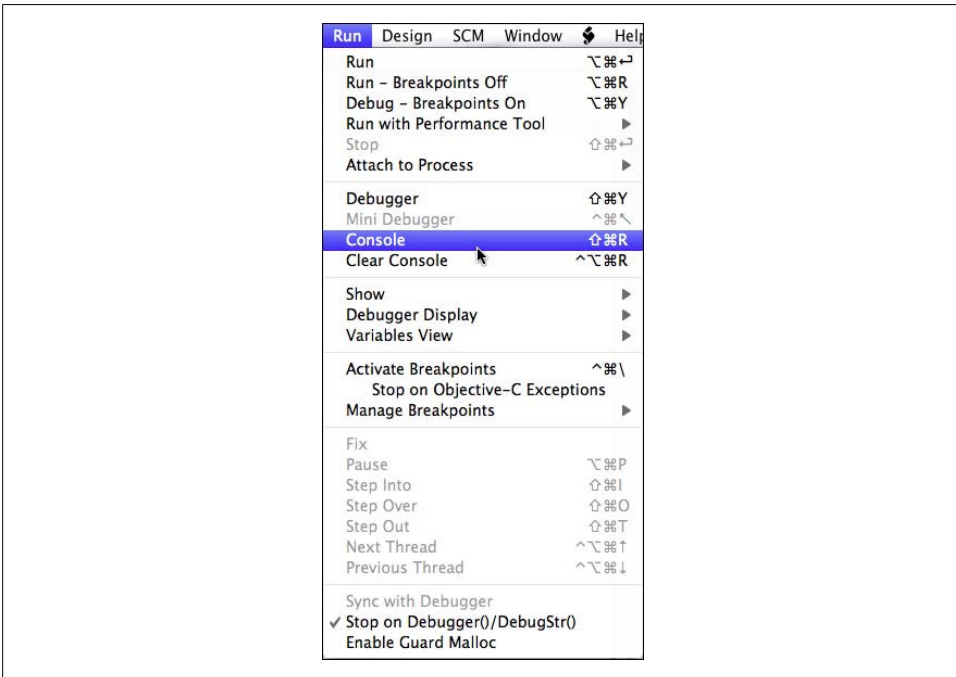 Run Design SCM Window Help
Run ⌥⌘↩
Run – Breakpoints Off ⌥⌘R
Debug – Breakpoints On ⌥⌘Y
Run with Performance Tool ▶
Stop ⇧⌘↩
Attach to Process ▶
Debugger ⇧⌘Y
Mini Debugger ^⌘↖
Console ⇧⌘R
Clear Console ^⌥⌘R
Show ▶
Debugger Display ▶
Variables View ▶
Activate Breakpoints ^⌘\
Stop on Objective-C Exceptions
Manage Breakpoints ▶
Fix
Pause ⌥⌘P
Step Into ⇧⌘I
Step Over ⇧⌘O
Step Out ⇧⌘T
Next Thread ^⌥⌘↑
Previous Thread ^⌥⌘↓
Sync with Debugger
✓ Stop on Debugger()/DebugStr()
Enable Guard Malloc